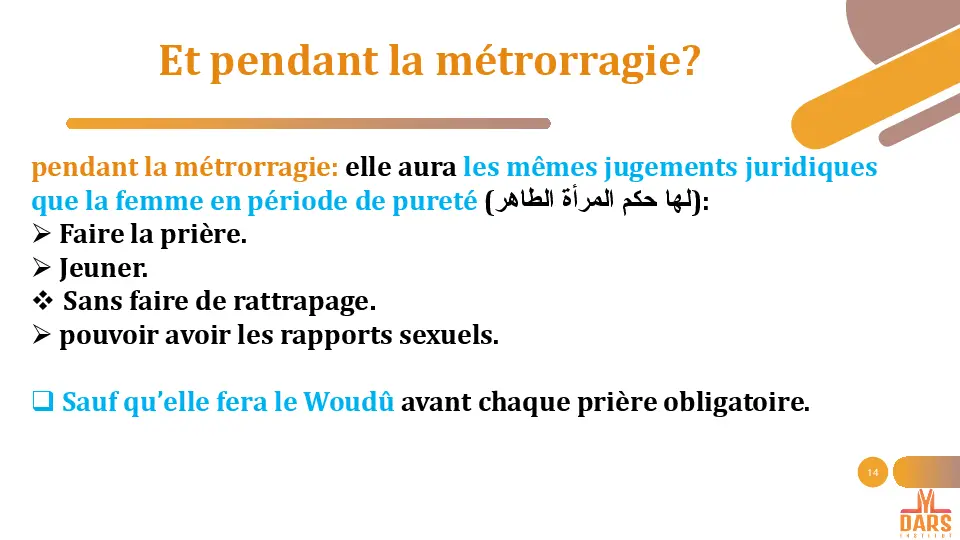 Et pendant la métrorragie?
pendant la métrorragie: elle aura les mêmes jugements juridiques
que la femme en période de pureté (لها حكم المرأة الطاهر):
➢ Faire la prière.
➢ Jeuner.
❖ Sans faire de rattrapage.
➢ pouvoir avoir les rapports sexuels.
❑ Sauf qu’elle fera le Woudû avant chaque prière obligatoire.
14
DARS
INSTITUT